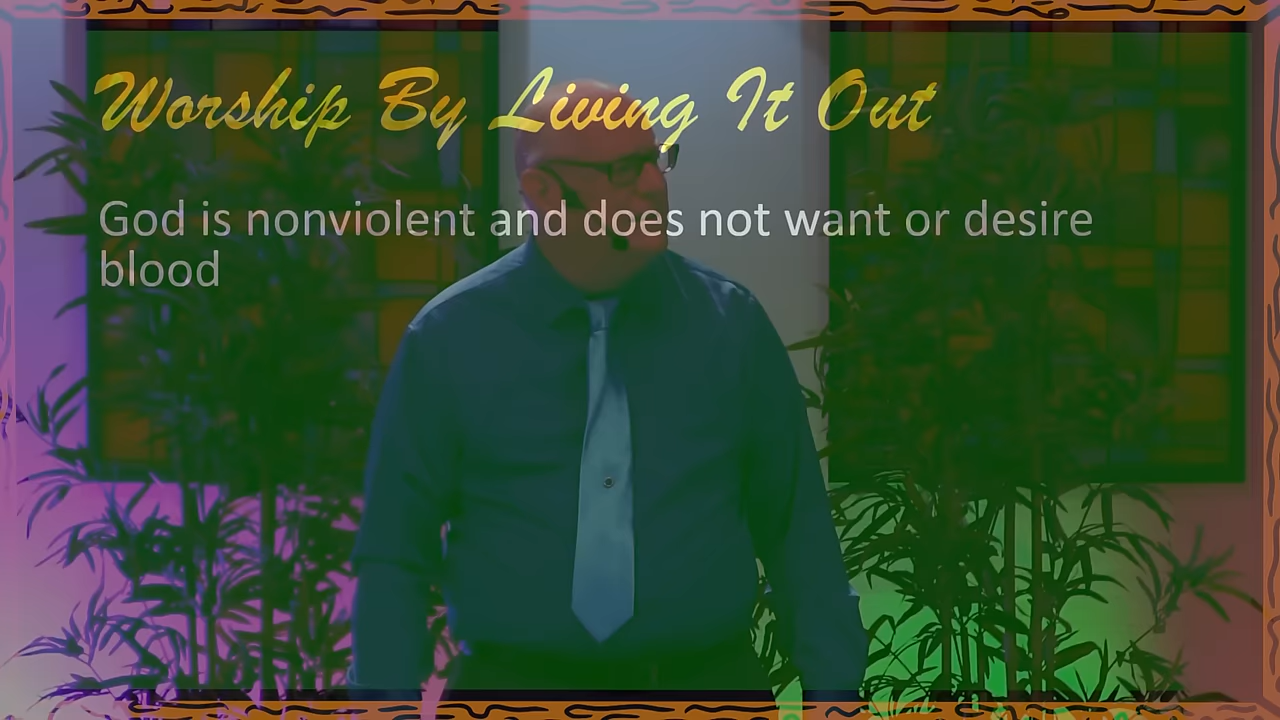 Worship By Living It Out
God is nonviolent and does not want or desire
blood